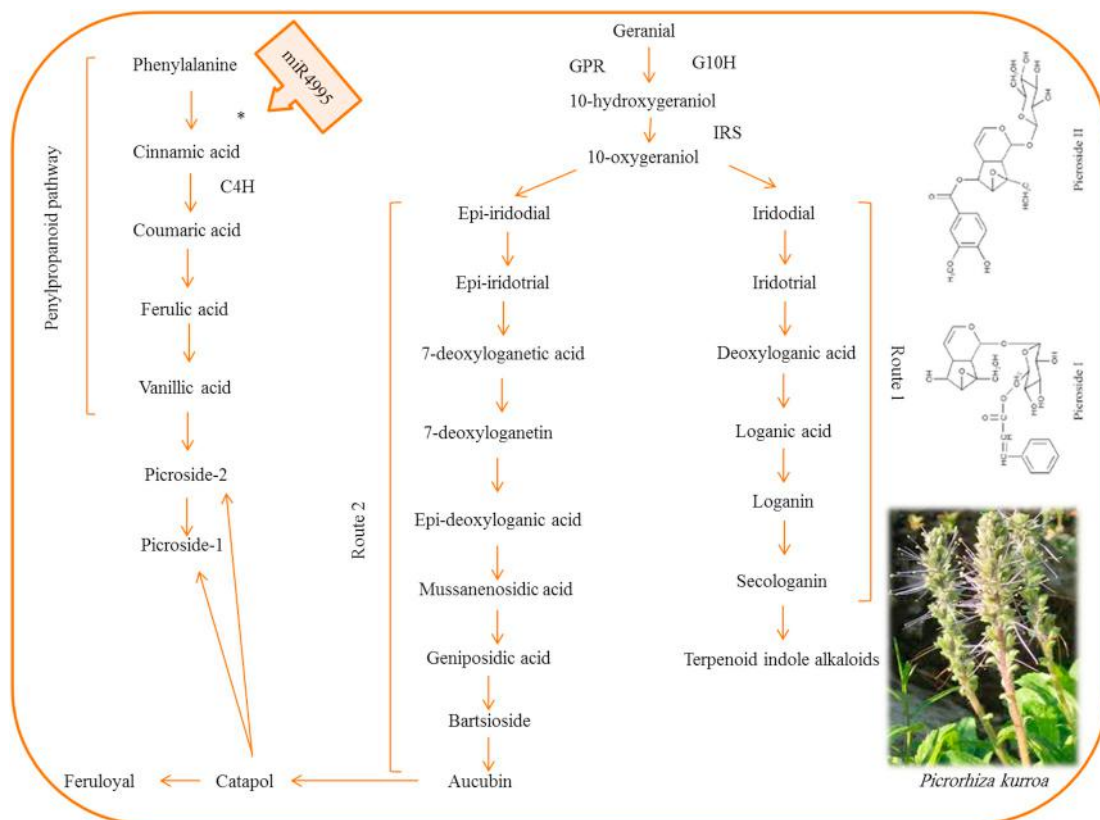 Penylpropanoid pathway
Phenylalanine
miR4995
*
Cinnamic acid
C4H
Coumaric acid
Ferulic acid
Vanillic acid
Picroside-2
Picroside-1
Geranial
GPR
G10H
10-hydroxygeraniol
IRS
10-oxygeraniol
Route 2
Epi-iridodial
Epi-iridotrial
7-deoxyloganetic acid
7-deoxyloganetin
Epi-deoxyloganic acid
Mussanenosidic acid
Geniposidic acid
Bartsioside
Aucubin
Catapol
Feruloyal
Iridodial
Iridotrial
Deoxyloganic acid
Loganic acid
Loganin
Secologanin
Terpenoid indole alkaloids
Route 1
Picroside II
Picroside I
Picrorhiza kurroa